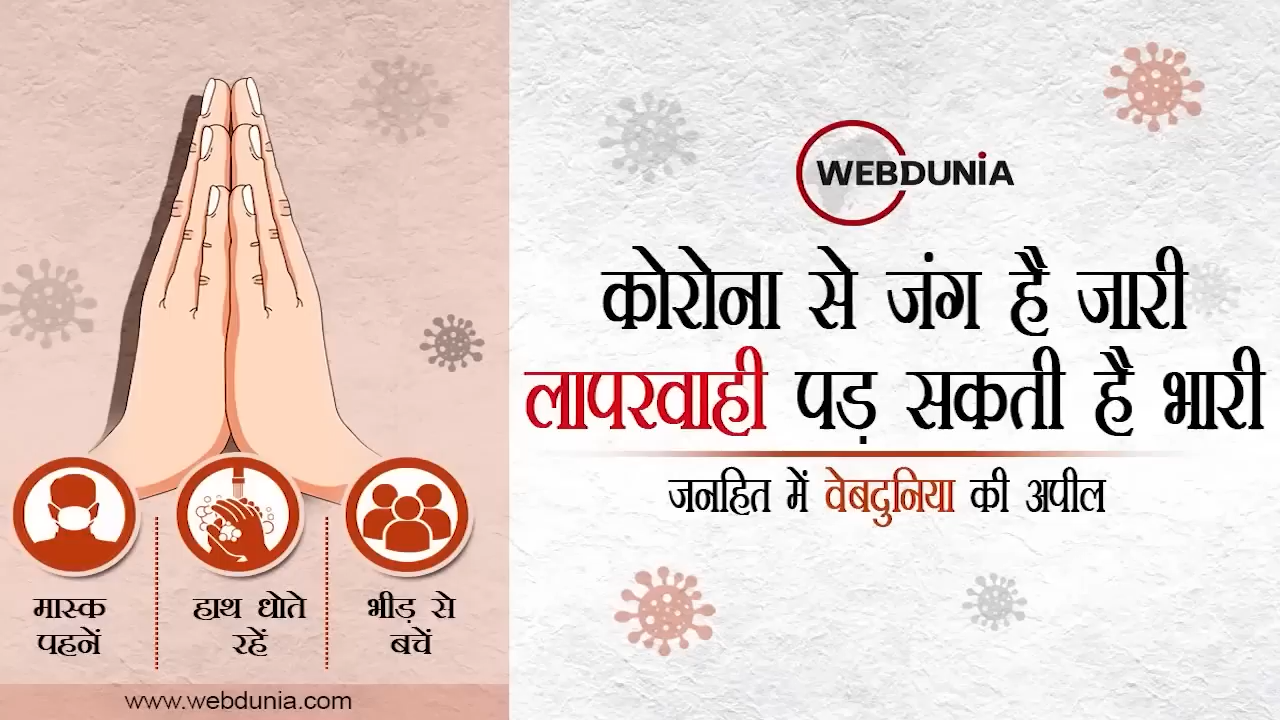 WEBDUNIA
कोरोना से जंग है जारी
लापरवाही पड़ सकती है भारी
जनहित में वेबदुनिया की अपील
मास्क
पहनें
हाथ धोते
रहें
भीड़ से
बचें
www.webdunia.com